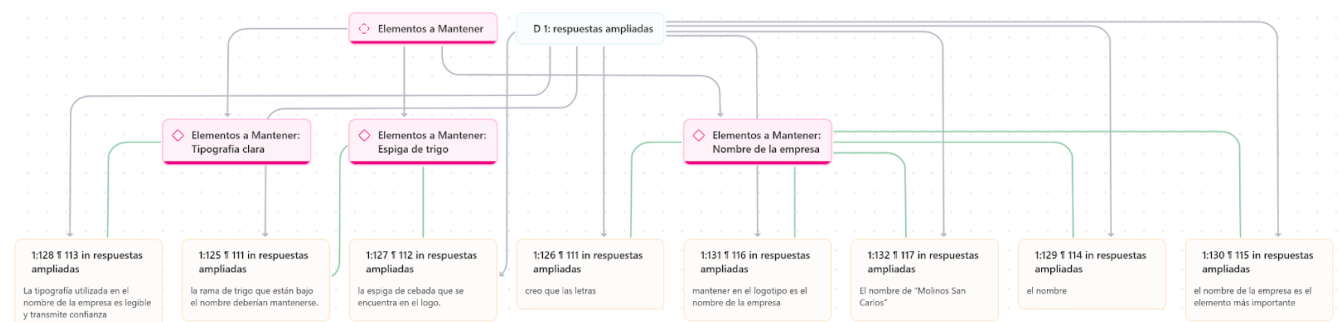 Elementos a Mantener
D 1: respuestas ampliadas
Elementos a Mantener:
Tipografía clara
Elementos a Mantener:
Espiga de trigo
Elementos a Mantener:
Nombre de la empresa
1:128 ¶ 113 in respuestas
ampliadas
La tipografía utilizada en el
nombre de la empresa es legible
y transmite confianza
1:125 ¶ 111 in respuestas
ampliadas
la rama de trigo que están bajo
el nombre deberían mantenerse.
1:127 ¶ 112 in respuestas
ampliadas
la espiga de cebada que se
encuentra en el logo.
1:126 ¶ 111 in respuestas
ampliadas
creo que las letras
1:131 ¶ 116 in respuestas
ampliadas
mantener en el logotipo es el
nombre de la empresa
1:132 ¶ 117 in respuestas
ampliadas
El nombre de "Molinos San
Carlos"
1:129 ¶ 114 in respuestas
ampliadas
el nombre
1:130 ¶ 115 in respuestas
ampliadas
el nombre de la empresa es el
elemento más importante